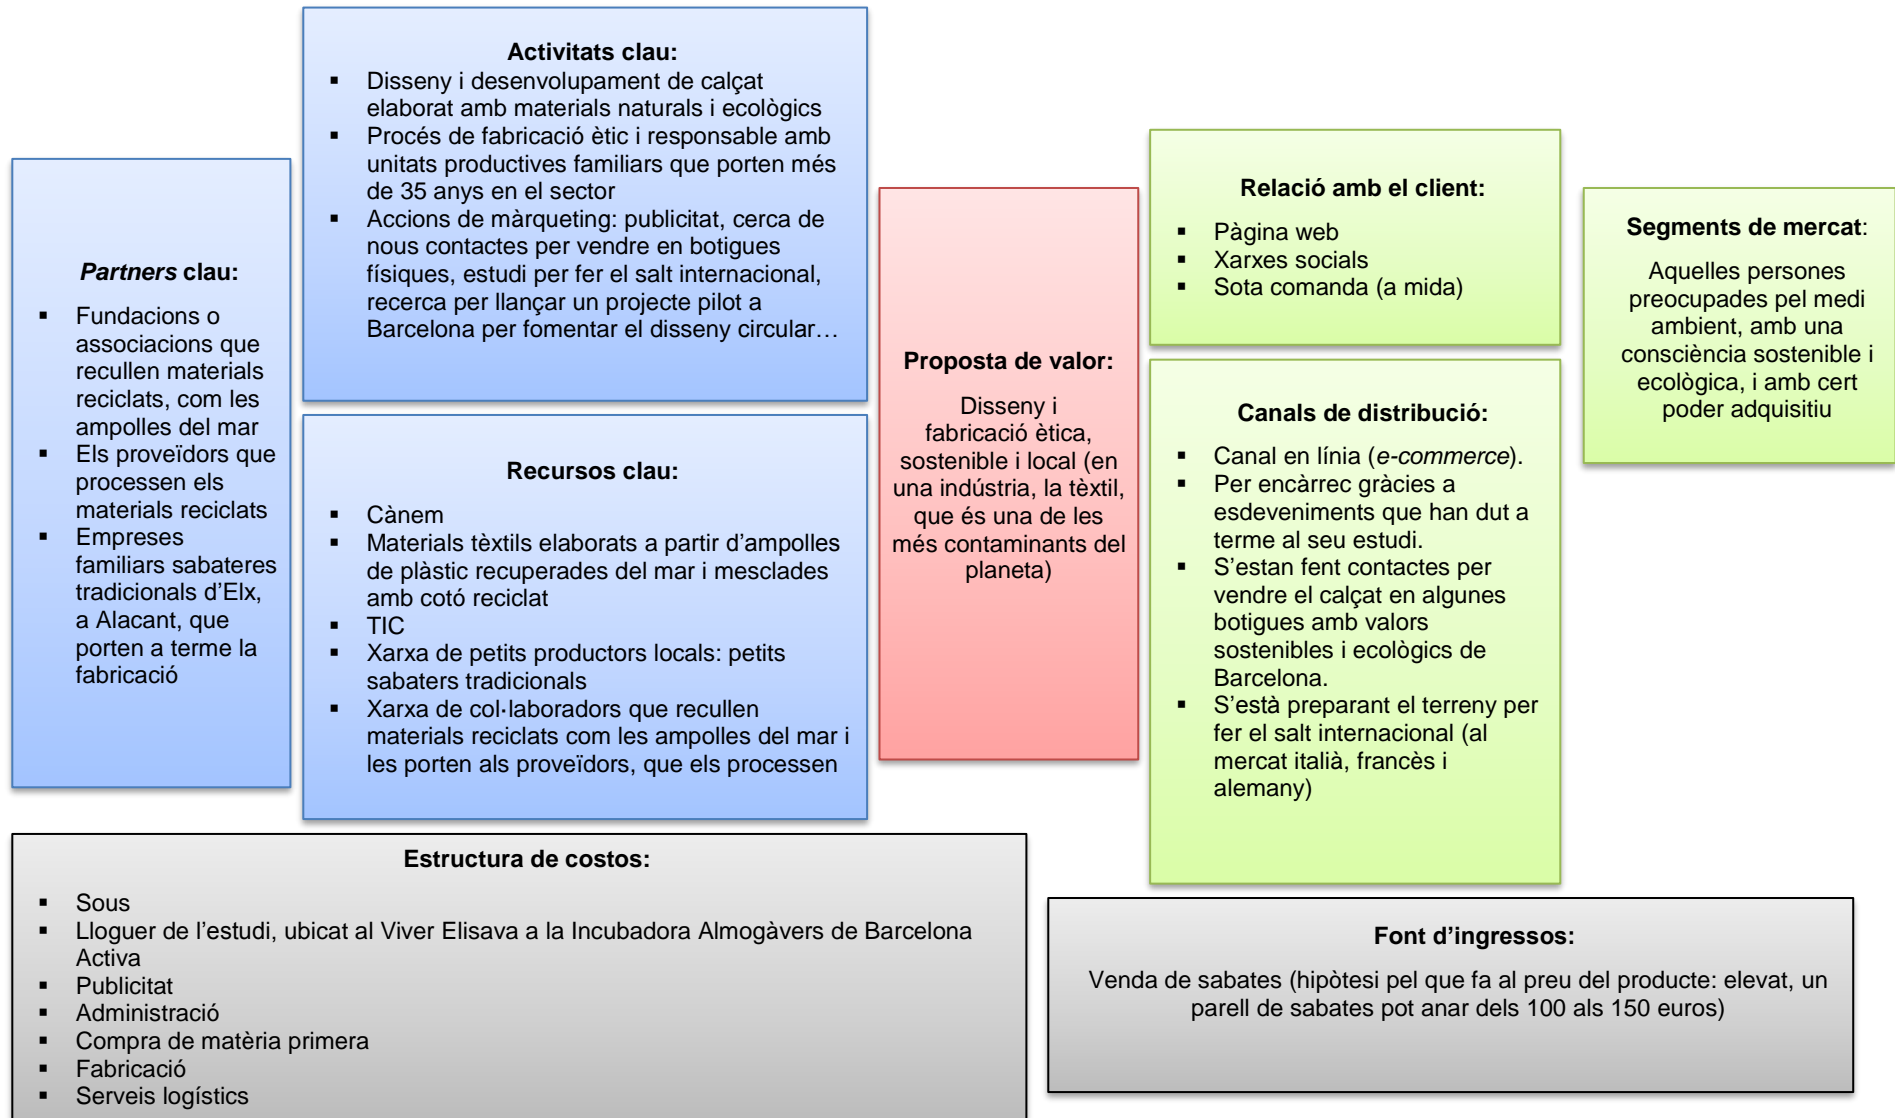 Partners clau:
▪ Fundacions o
associacions que
recullen materials
reciclats, com les
ampolles del mar
▪ Els proveïdors que
processen els
materials reciclats
▪ Empreses
familiars sabateres
tradicionals d’Elx,
a Alacant, que
porten a terme la
fabricació
Activitats clau:
▪ Disseny i desenvolupament de calçat
elaborat amb materials naturals i ecològics
▪ Procés de fabricació ètic i responsable amb
unitats productives familiars que porten més
de 35 anys en el sector
▪ Accions de màrqueting: publicitat, cerca de
nous contactes per vendre en botigues
físiques, estudi per fer el salt internacional,
recerca per llançar un projecte pilot a
Barcelona per fomentar el disseny circular…
Recursos clau:
▪ Cànem
▪ Materials tèxtils elaborats a partir d’ampolles
de plàstic recuperades del mar i mesclades
amb cotó reciclat
▪ TIC
▪ Xarxa de petits productors locals: petits
sabaters tradicionals
▪ Xarxa de col·laboradors que recullen
materials reciclats com les ampolles del mar i
les porten als proveïdors, que els processen
Proposta de valor:
Disseny i
fabricació ètica,
sostenible i local (en
una indústria, la tèxtil,
que és una de les
més contaminants del
planeta)
Relació amb el client:
▪ Pàgina web
▪ Xarxes socials
▪ Sota comanda (a mida)
Canals de distribució:
▪ Canal en línia (e-commerce).
▪ Per encàrrec gràcies a
esdeveniments que han dut a
terme al seu estudi.
▪ S’estan fent contactes per
vendre el calçat en algunes
botigues amb valors
sostenibles i ecològics de
Barcelona.
▪ S’està preparant el terreny per
fer el salt internacional (al
mercat italià, francès i
alemany)
Segments de mercat:
Aquelles persones
preocupades pel medi
ambient, amb una
consciència sostenible i
ecològica, i amb cert
poder adquisitiu
Estructura de costos:
▪ Sous
▪ Lloguer de l’estudi, ubicat al Viver Elisava a la Incubadora Almogàvers de Barcelona
Activa
▪ Publicitat
▪ Administració
▪ Compra de matèria primera
▪ Fabricació
▪ Serveis logístics
Font d’ingressos:
Venda de sabates (hipòtesi pel que fa al preu del producte: elevat, un
parell de sabates pot anar dels 100 als 150 euros)